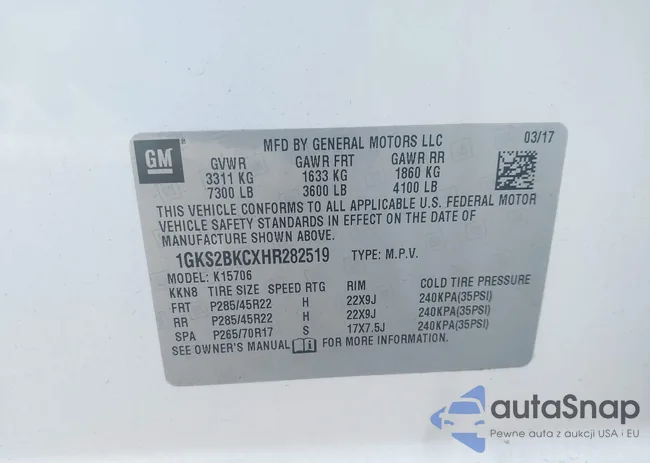 GM
MFD BY GENERAL MOTORS LLC 03/17
GVWR GAWR FRT GAWR RR
3311 KG 1633 KG 1860 KG
7300 LB 3600 LB 4100 LB
THIS VEHICLE CONFORMS TO ALL APPLICABLE U.S. FEDERAL MOTOR
VEHICLE SAFETY STANDARDS IN EFFECT ON THE DATE OF
MANUFACTURE SHOWN ABOVE.
1GKS2BKCXHR282519 TYPE: M.P.V.
MODEL: K15706
KKN8 TIRE SIZE SPEED RTG RIM COLD TIRE PRESSURE
FRT P285/45R22 H 22X9J 240KPA(35PSI)
RR P285/45R22 H 22X9J 240KPA(35PSI)
SPA P265/70R17 S 17X7.5J 240KPA(35PSI)
SEE OWNER'S MANUAL FOR MORE INFORMATION.
autaSnap
Pewne auta z aukcji USA i EU